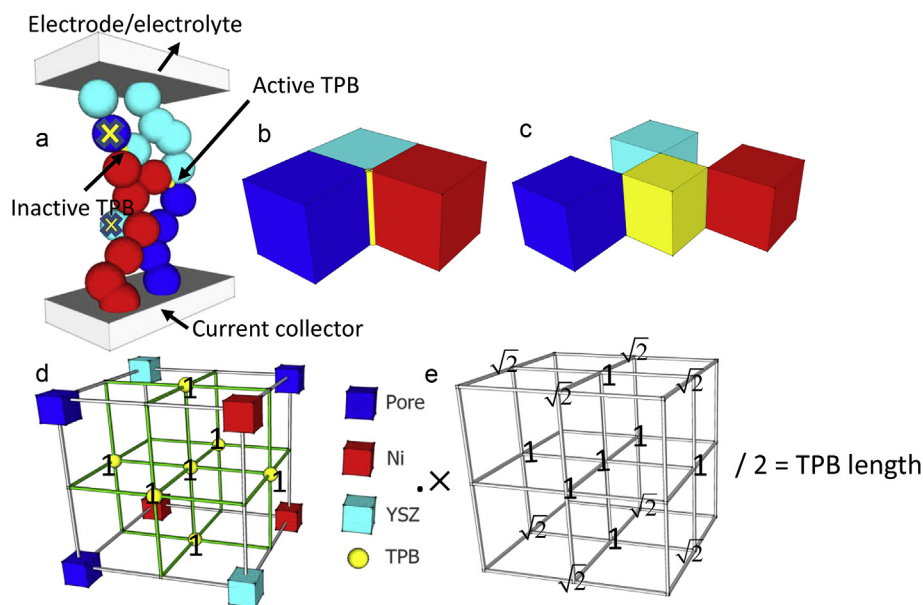 Electrode/electrolyte
Active TPB
a
b
c
Inactive TPB
Current collector
d
e
1
1
1
1
1
1
1
Pore
Ni
YSZ
TPB
.×
√2
√2
√2
1
√2
1
1
1
1
1
√2
√2
√2
√2
1
/ 2 = TPB length